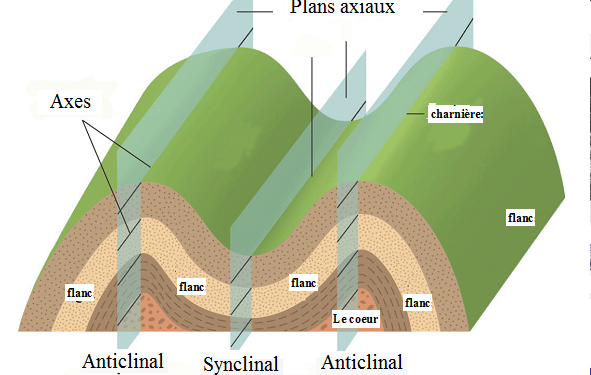 Plans axiaux
Axes
charnière:
flanc
flanc
flanc
flanc
flanc
Le coeur
Anticlinal
Synclinal
Anticlinal